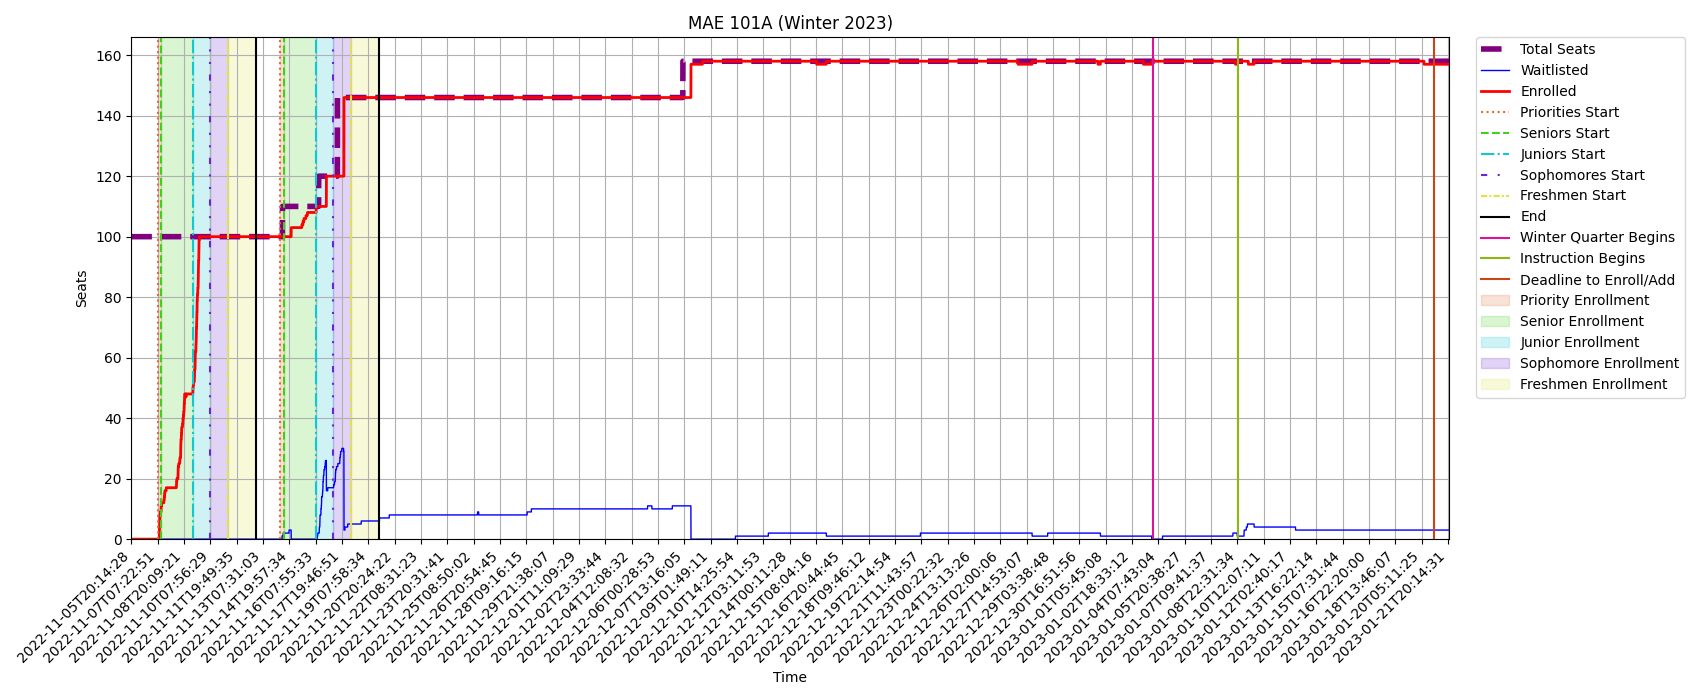 MAE 101A (Winter 2023)
Seats
160
140
120
100
80
60
40
20
0
2022-11-05T20:14:28
2022-11-07T07:22:51
2022-11-08T20:09:21
2022-11-10T07:56:29
2022-11-11T19:49:35
2022-11-13T07:31:03
2022-11-14T19:57:34
2022-11-16T07:55:33
2022-11-17T19:46:51
2022-11-19T07:58:34
2022-11-20T20:24:22
2022-11-22T08:31:23
2022-11-23T20:31:41
2022-11-25T08:50:02
2022-11-26T20:54:45
2022-11-28T09:16:15
2022-11-29T21:38:07
2022-12-01T11:09:29
2022-12-02T23:33:44
2022-12-04T12:08:32
2022-12-06T00:28:53
2022-12-07T13:16:05
2022-12-09T01:49:11
2022-12-10T14:25:54
2022-12-12T03:11:53
2022-12-14T00:11:28
2022-12-15T08:04:16
2022-12-16T20:44:45
2022-12-18T09:46:12
2022-12-19T22:14:54
2022-12-21T11:43:57
2022-12-23T00:22:32
2022-12-24T13:13:26
2022-12-26T02:00:06
2022-12-27T14:53:07
2022-12-29T03:38:48
2022-12-30T16:51:56
2023-01-01T05:45:08
2023-01-02T18:33:12
2023-01-04T07:43:04
2023-01-05T20:38:27
2023-01-07T09:41:37
2023-01-08T22:31:34
2023-01-10T12:07:11
2023-01-12T02:40:17
2023-01-13T16:22:14
2023-01-15T07:31:44
2023-01-16T22:20:00
2023-01-18T13:46:07
2023-01-20T05:11:25
2023-01-21T20:14:31
Time
Total Seats
Waitlisted
Enrolled
Priorities Start
Seniors Start
Juniors Start
Sophomores Start
Freshmen Start
End
Winter Quarter Begins
Instruction Begins
Deadline to Enroll/Add
Priority Enrollment
Senior Enrollment
Junior Enrollment
Sophomore Enrollment
Freshmen Enrollment